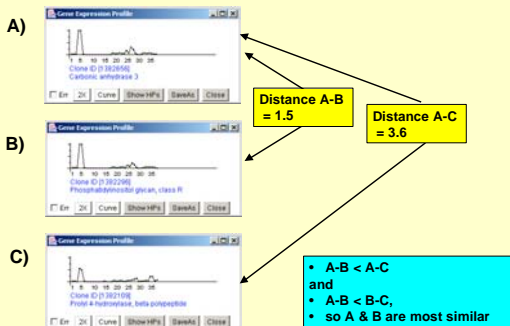 A)
Gene Expression Profile
1 5 10 15 20 25 30 35
Clone ID
Carbonic anhydrase 3
Err 2X Curve Show HPs SaveAs Close
Distance A-B
= 1.5
Distance A-C
= 3.6
B)
Gene Expression Profile
1 5 10 15 20 25 30 35
Clone ID
Phosphatidylinositol glycan, class R
Err 2X Curve Show HPs SaveAs Close
C)
Gene Expression Profile
1 5 10 15 20 25 30 35
Clone ID
Prolyl 4-hydroxylase, beta polypeptide
Err 2X Curve Show HPs SaveAs Close
• A-B < A-C
and
• A-B < B-C,
• so A & B are most similar